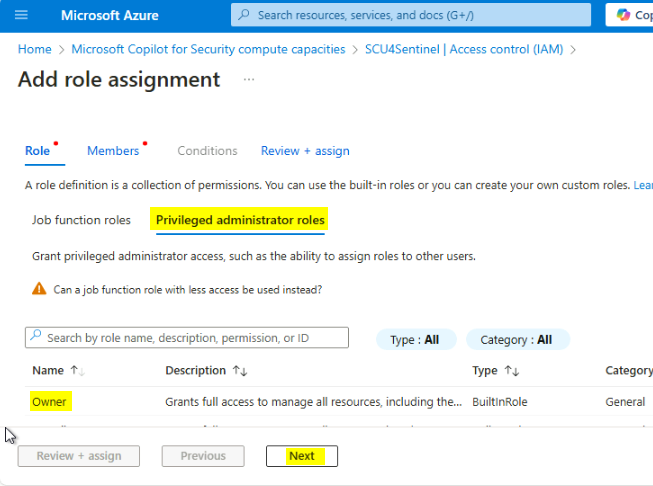 Microsoft Azure
Search resources, services, and docs (G+/)
Home > Microsoft Copilot for Security compute capacities > SCU4Sentinel | Access control (IAM) >
Add role assignment ...
Role Members Conditions Review + assign
A role definition is a collection of permissions. You can use the built-in roles or you can create your own custom roles.
Job function roles Privileged administrator roles
Grant privileged administrator access, such as the ability to assign roles to other users.
Can a job function role with less access be used instead?
Search by role name, description, permission, or ID Type : All Category : All
Name ↑↓ Description ↑↓ Type ↑↓ Category
Owner Grants full access to manage all resources, including the... BuiltInRole General
Review + assign Previous Next